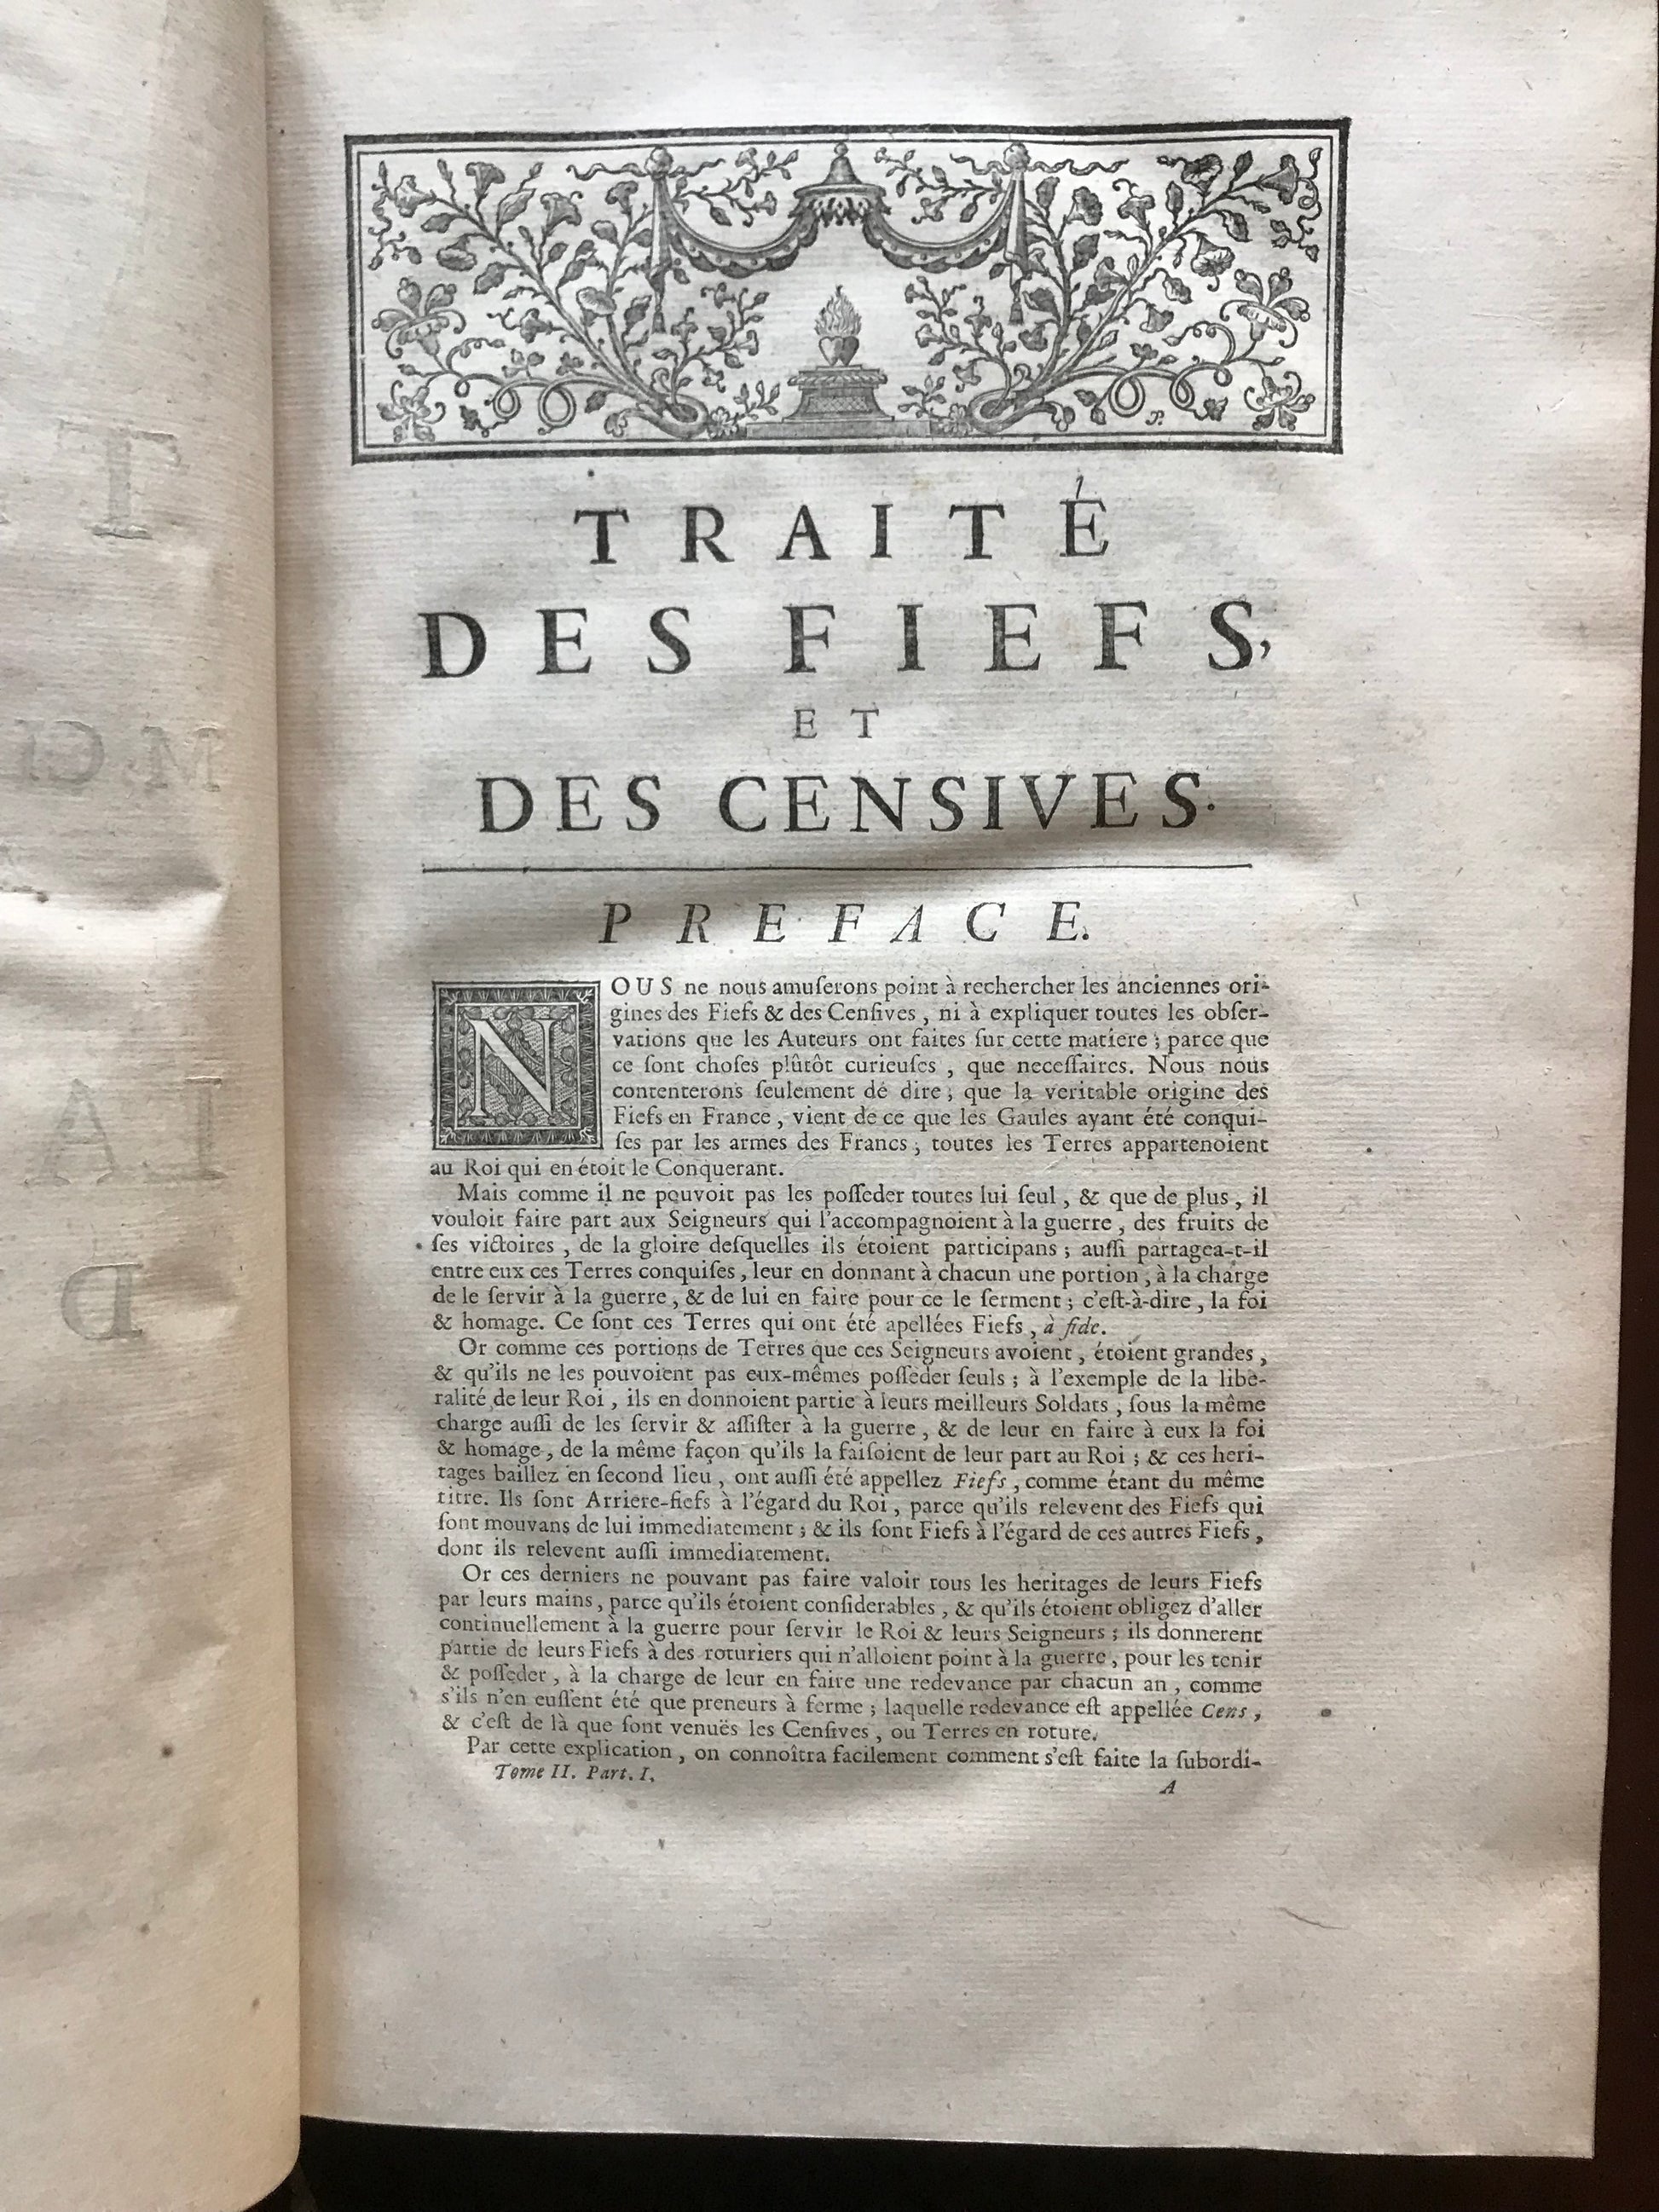 TRAITÉ
DES FIEFS,
ET
DES CENSIVES.
PREFACE.
NOUS ne nous amuſerons point à rechercher les anciennes ori-
gines des Fiefs & des Cenſives, ni à expliquer toutes les obſer-
vations que les Auteurs ont faites ſur cette matiere; parce que
ce ſont choſes plûtôt curieuſes, que neceſſaires. Nous nous
contenterons ſeulement de dire, que la veritable origine des
Fiefs en France, vient de ce que les Gaules ayant été conqui-
ſes par les armes des Francs, toutes les Terres appartenoient
au Roi qui en étoit le Conquerant.
Mais comme il ne pouvoit pas les poſſeder toutes lui ſeul, & que de plus, il
vouloit faire part aux Seigneurs qui l'accompagnoient à la guerre, des fruits de
ſes victoires, de la gloire deſquelles ils étoient participans; auſſi partagea-t-il
entre eux ces Terres conquiſes, leur en donnant à chacun une portion, à la charge
de le ſervir à la guerre, & de lui en faire pour ce le ſerment; c'eſt-à-dire, la foi
& homage. Ce ſont ces Terres qui ont été apellées Fiefs, à fide.
Or comme ces portions de Terres que ces Seigneurs avoient, étoient grandes,
& qu'ils ne les pouvoient pas eux-mêmes poſſeder ſeuls; à l'exemple de la libe-
ralité de leur Roi, ils en donnoient partie à leurs meilleurs Soldats, ſous la même
charge auſſi de les ſervir & aſſiſter à la guerre, & de leur en faire à eux la foi
& homage, de la même façon qu'ils la faiſoient de leur part au Roi; & ces heri-
tages baillez en ſecond lieu, ont auſſi été appellez Fiefs, comme étant du même
titre. Ils ſont Arriere-fiefs à l'égard du Roi, parce qu'ils relevent des Fiefs qui
ſont mouvans de lui immediatement; & ils ſont Fiefs à l'égard de ces autres Fiefs,
dont ils relevent auſſi immediatement.
Or ces derniers ne pouvant pas faire valoir tous les heritages de leurs Fiefs
par leurs mains, parce qu'ils étoient conſiderables, & qu'ils étoient obligez d'aller
continuellement à la guerre pour ſervir le Roi & leurs Seigneurs; ils donnerent
partie de leurs Fiefs à des roturiers qui n'alloient point à la guerre, pour les tenir
& poſſeder, à la charge de leur en faire une redevance par chacun an, comme
s'ils n'en euſſent été que preneurs à ferme; laquelle redevance eſt appellée Cens,
& c'eſt de là que ſont venuës les Cenſives, ou Terres en roture.
Par cette explication, on connoîtra facilement comment s'eſt faite la ſubordi-
Tome II. Part. I.
A